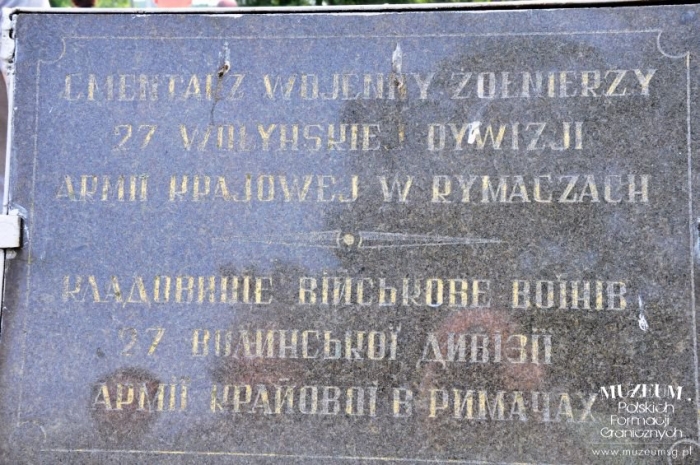 CMENTARZ WOJENNY ŻOŁNIERZY
27 WOŁYŃSKIEJ DYWIZJI
ARMII KRAJOWEJ W RYMACZACH
КЛАДОВИЩЕ ВІЙСЬКОВЕ ВОЇНІВ
27 ВОЛИНСЬКОЇ ДИВІЗІЇ
АРМІЇ КРАЙОВОЇ В РИМАЧАХ
MUZEUM
Polskich
Formacji
Granicznych
www.muzeumsg.pl